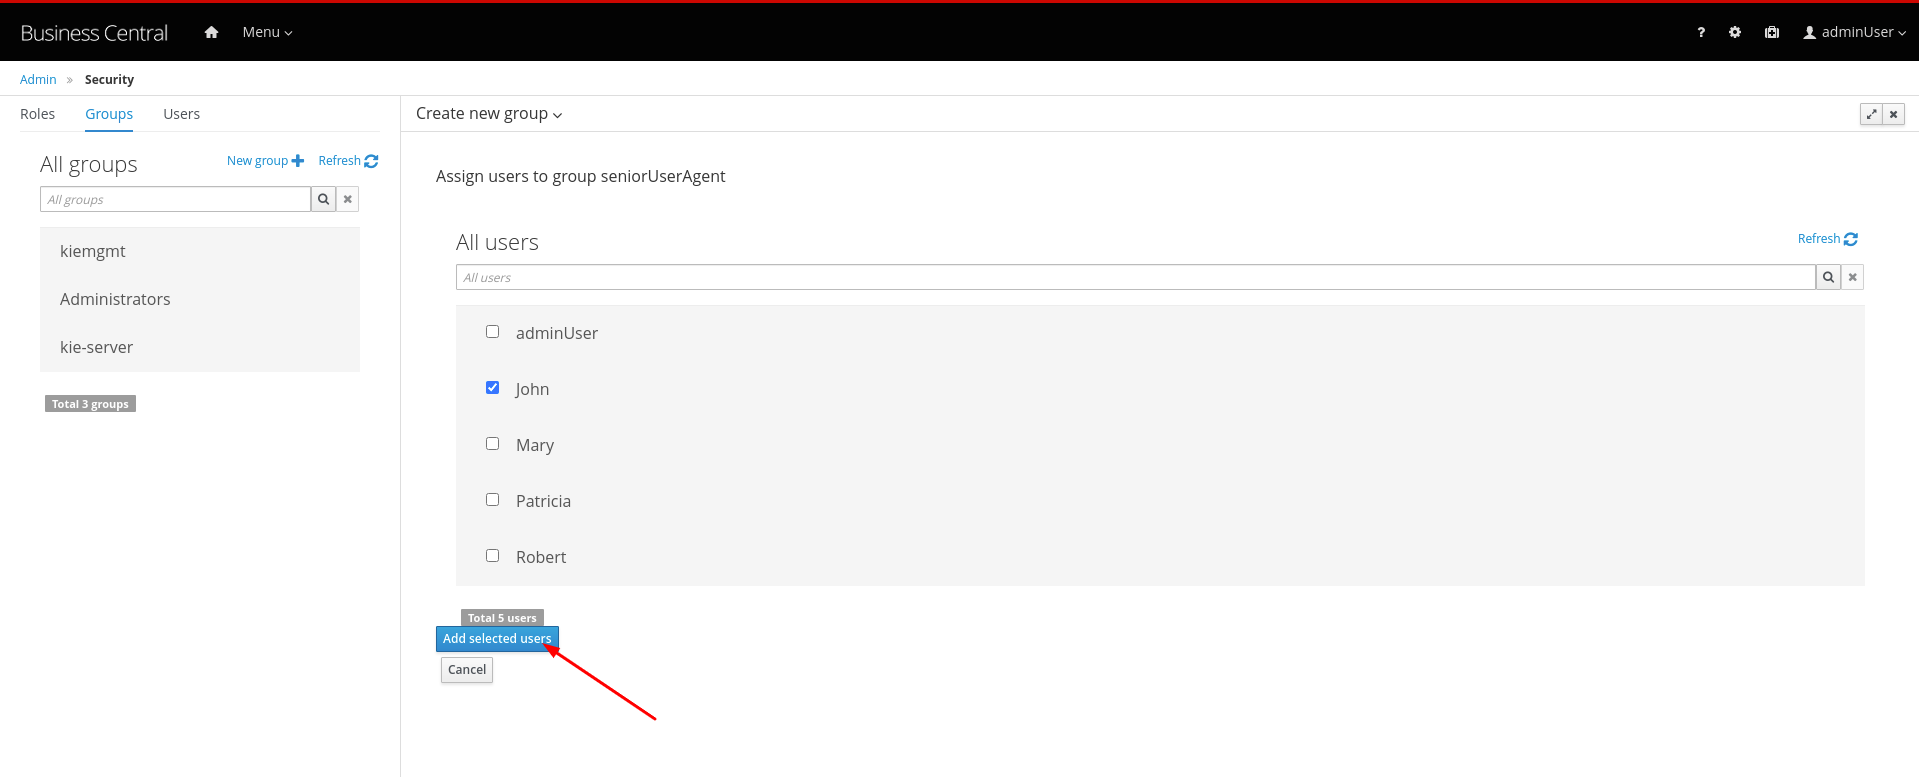 Business Central Menu ? adminUser
Admin » Security
Roles Groups Users
All groups
New group Refresh
All groups
kiemgmt
Administrators
kie-server
Total 3 groups
Create new group
Assign users to group seniorUserAgent
All users
Refresh
All users
adminUser
John
Mary
Patricia
Robert
Total 5 users
Add selected users
Cancel